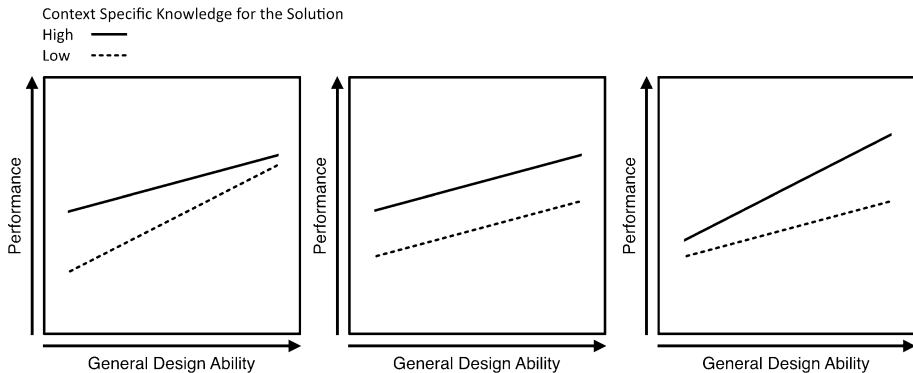 Context Specific Knowledge for the Solution
High
Low
Performance
General Design Ability
Performance
General Design Ability
Performance
General Design Ability